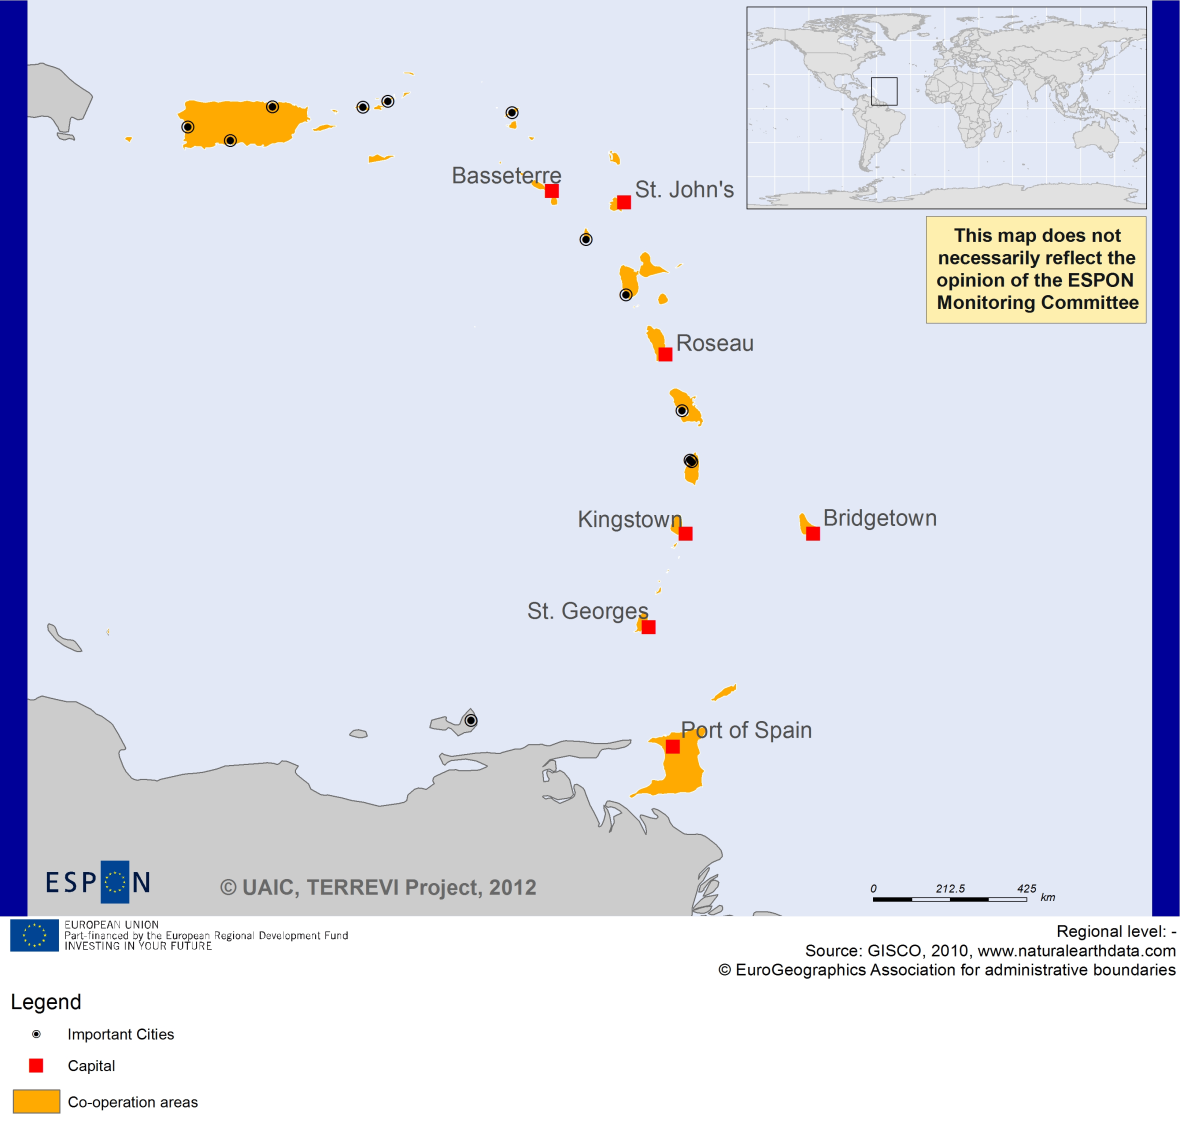 This map does not
necessarily reflect the
opinion of the ESPON
Monitoring Committee
Basseterre
St. John's
Roseau
Kingstown
Bridgetown
St. Georges
Port of Spain
ESPON
© UAIC, TERREVI Project, 2012
0 212.5 425
km
EUROPEAN UNION
Part-financed by the European Regional Development Fund
INVESTING IN YOUR FUTURE
Regional level: -
Source: GISCO, 2010, www.naturalearthdata.com
© EuroGeographics Association for administrative boundaries
Legend
Important Cities
Capital
Co-operation areas